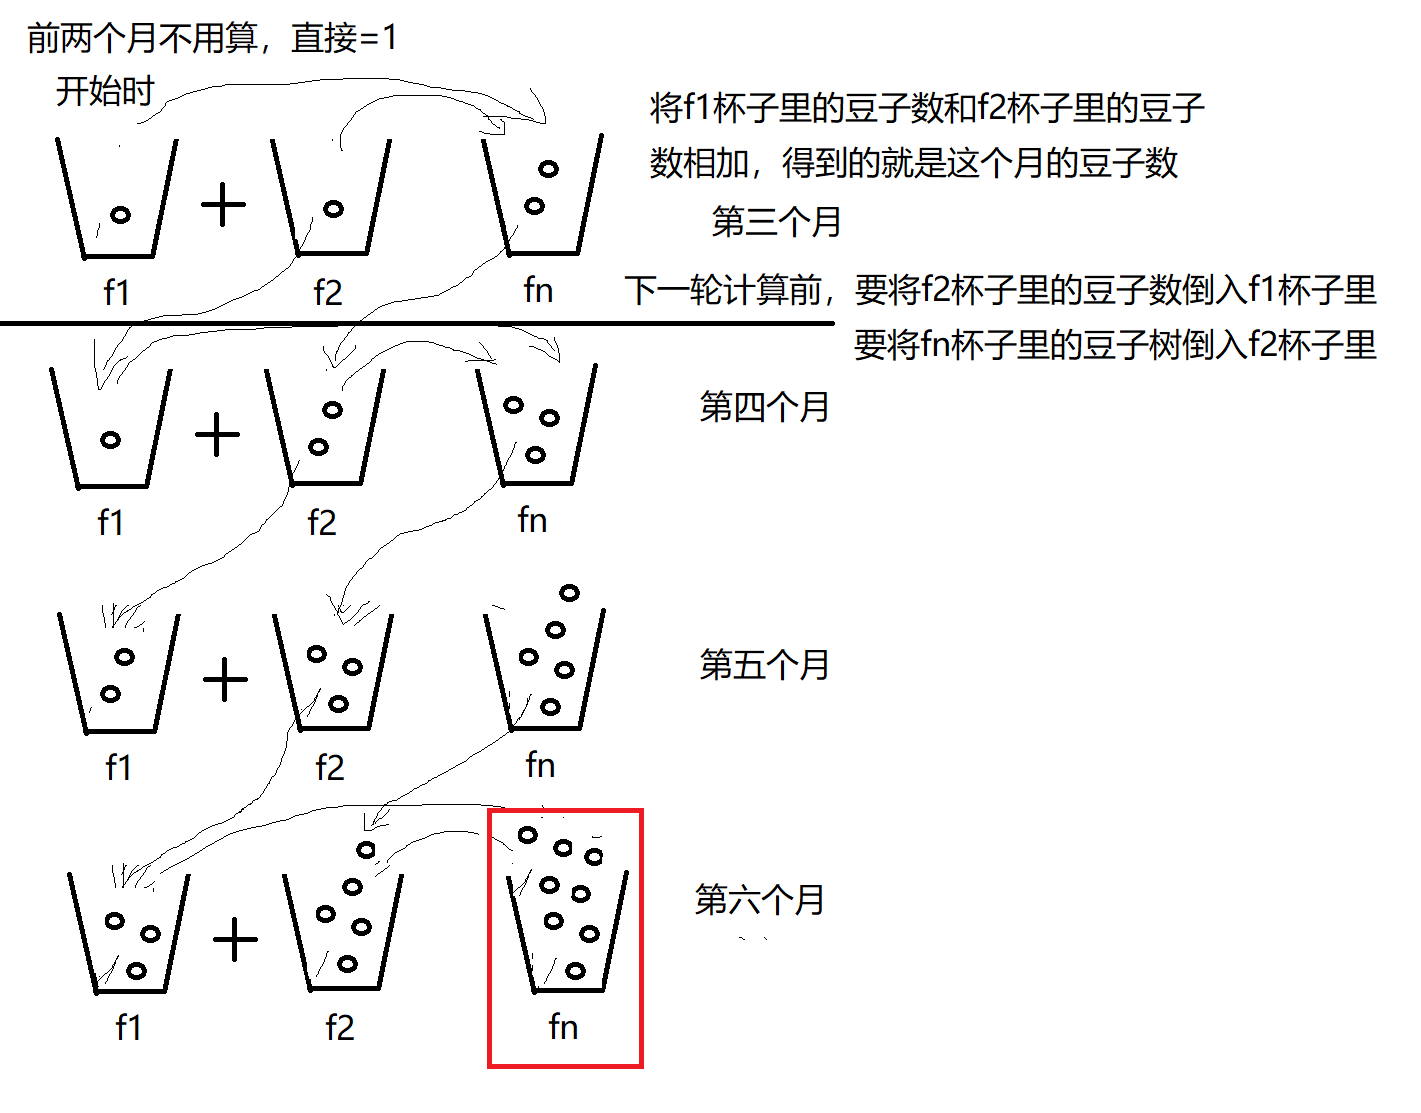 前两个月不用算，直接=1
开始时
将f1杯子里的豆子数和f2杯子里的豆子
数相加，得到的就是这个月的豆子数
第三个月
f1
f2
fn
下一轮计算前，要将f2杯子里的豆子数倒入f1杯子里
要将fn杯子里的豆子树倒入f2杯子里
第四个月
f1
f2
fn
第五个月
f1
f2
fn
第六个月
f1
f2
fn